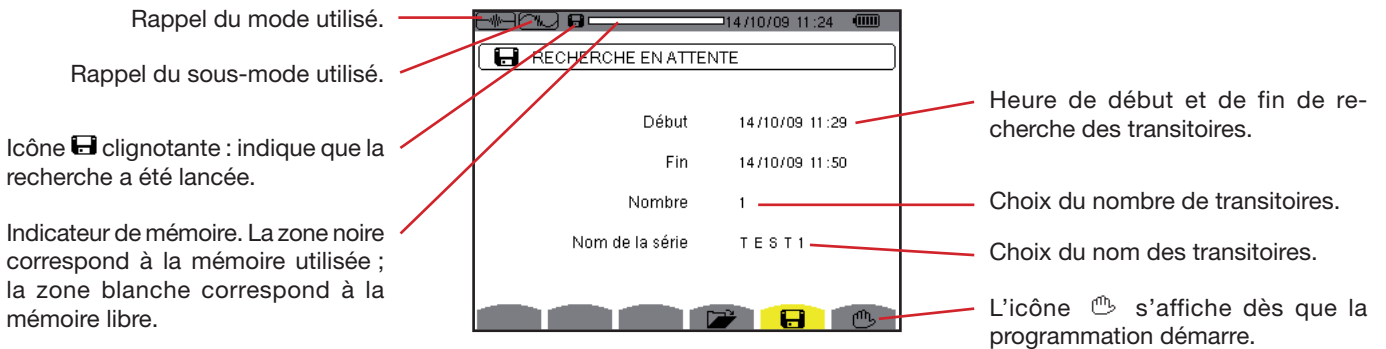 Rappel du mode utilisé.
Rappel du sous-mode utilisé.
Icône clignotante : indique que la
recherche a été lancée.
Indicateur de mémoire. La zone noire
correspond à la mémoire utilisée ;
la zone blanche correspond à la
mémoire libre.
14/10/09 11:24
RECHERCHE EN ATTENTE
Début 14/10/09 11:29
Fin 14/10/09 11:50
Nombre 1
Nom de la série TEST1
Heure de début et de fin de re-
cherche des transitoires.
Choix du nombre de transitoires.
Choix du nom des transitoires.
L'icône s'affiche dès que la
programmation démarre.